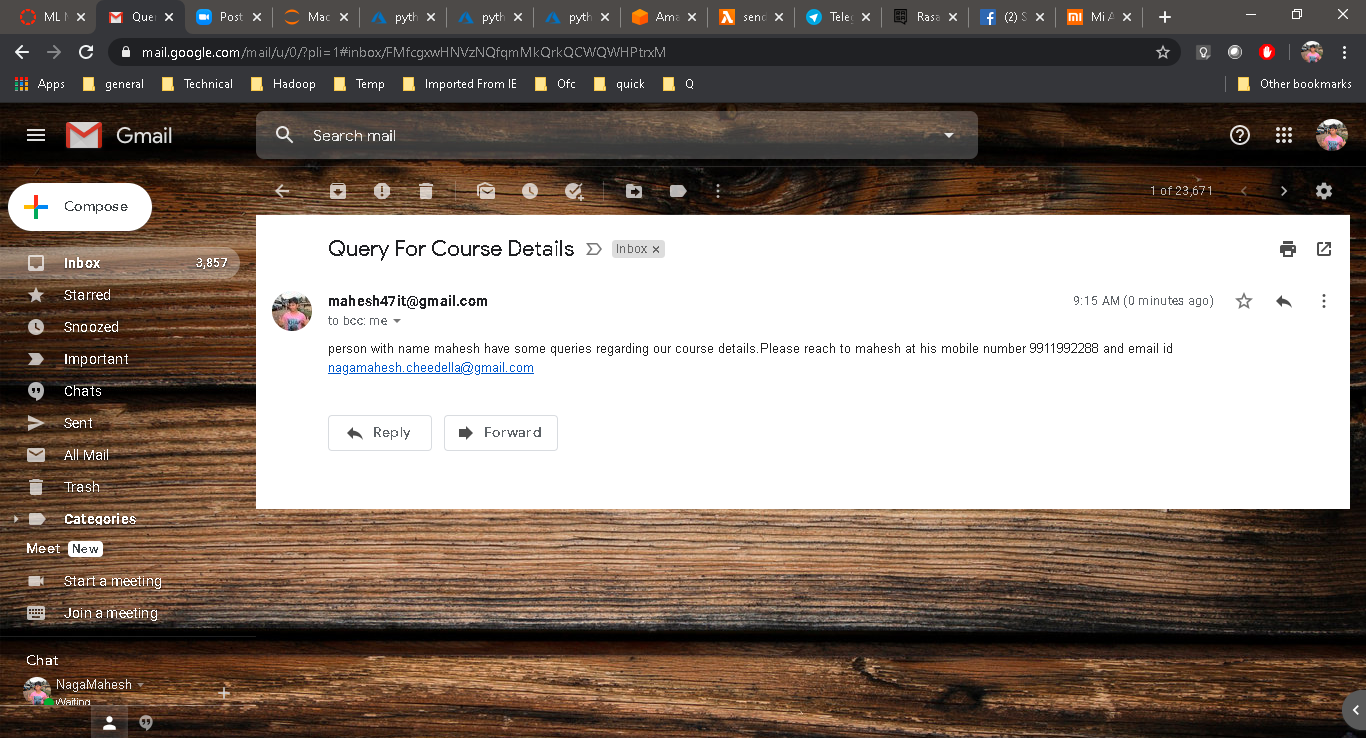 ML N
Que
Post
Mac
pyth
pyth
pyth
Ama
send
Teleg
Rasa
(2) S
Mi A
mail.google.com/mail/u/0/?pli=1#inbox/FMfcgxwHNVzNQfqmMkQrkQCWQWHPtrxM
Apps general Technical Hadoop Temp Imported From IE Ofc quick Q Other bookmarks
Gmail
Search mail
Compose
1 of 23,671
Query For Course Details Inbox
Inbox 3,857
Starred
Snoozed
Important
Chats
Sent
All Mail
Trash
Categories
Meet New
Start a meeting
Join a meeting
Chat
NagaMahesh
Waiting
mahesh47it@gmail.com 9:15 AM (0 minutes ago)
to bcc: me
person with name mahesh have some queries regarding our course details.Please reach to mahesh at his mobile number 9911992288 and email id
nagamahesh.cheedella@gmail.com
Reply Forward